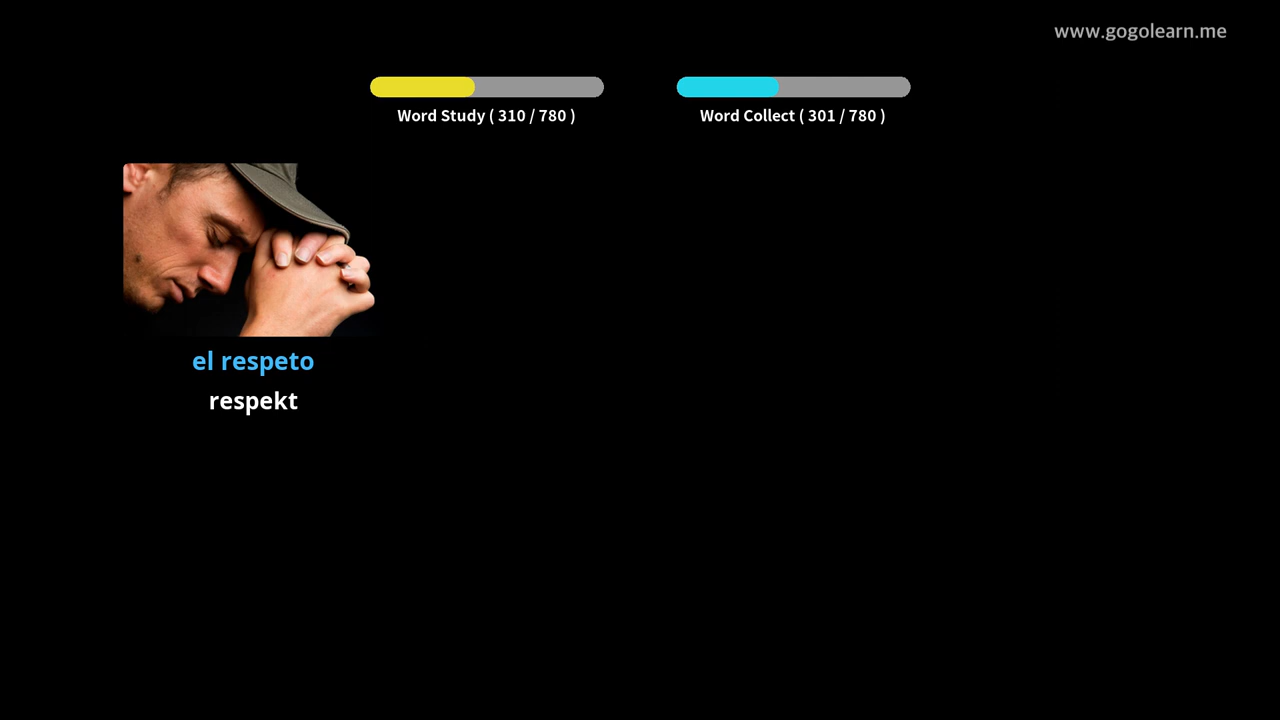 www.gogolearn.me
Word Study ( 310 / 780 )
Word Collect ( 301 / 780 )
el respeto
respekt